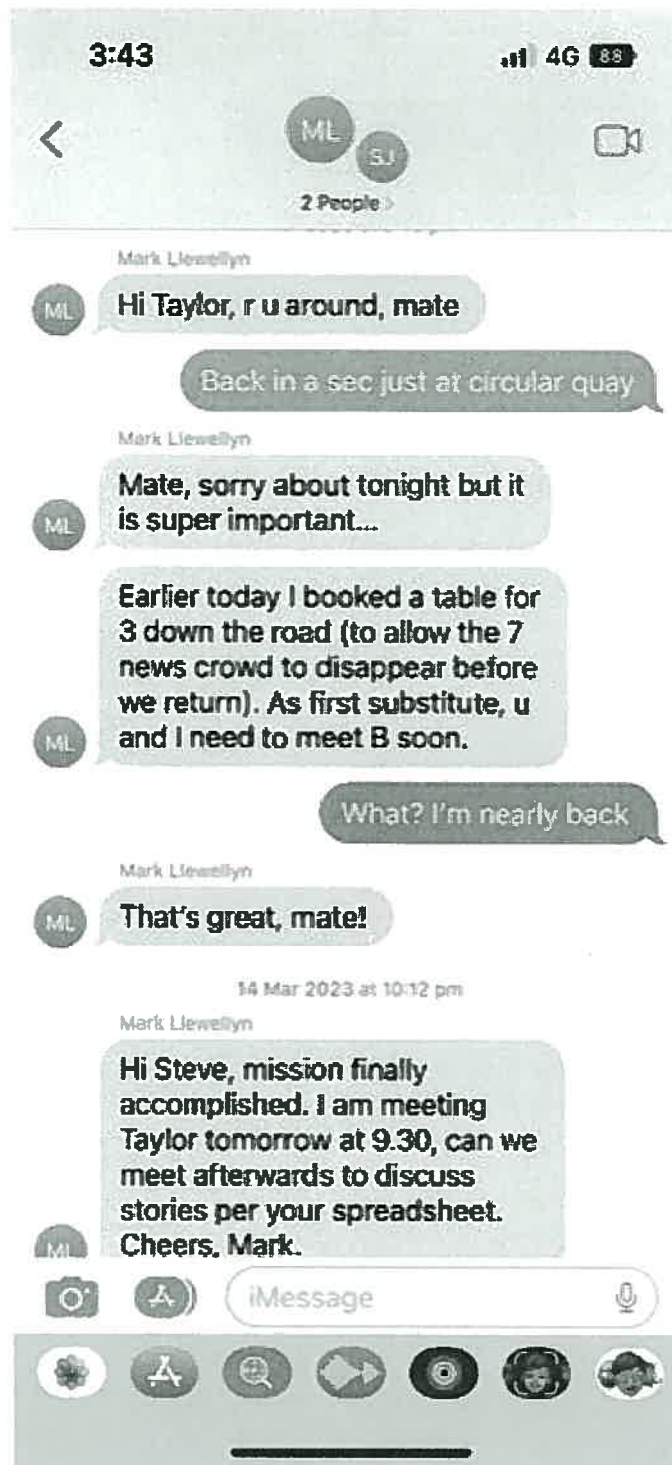 3:43
4G 88
ML
SJ
2 People
Mark Llewellyn
ML
Hi Taylor, r u around, mate
Back in a sec just at circular quay
Mark Llewellyn
Mate, sorry about tonight but it
ML
is super important...
Earlier today I booked a table for
3 down the road (to allow the 7
news crowd to disappear before
we return). As first substitute, u
ML
and I need to meet B soon.
What? I'm nearly back
Mark Llewellyn
ML
That's great, mate!
14 Mar 2023 at 10:12 pm
Mark Llewellyn
Hi Steve, mission finally
accomplished. I am meeting
Taylor tomorrow at 9.30, can we
meet afterwards to discuss
stories per your spreadsheet.
ML
Cheers, Mark.
iMessage